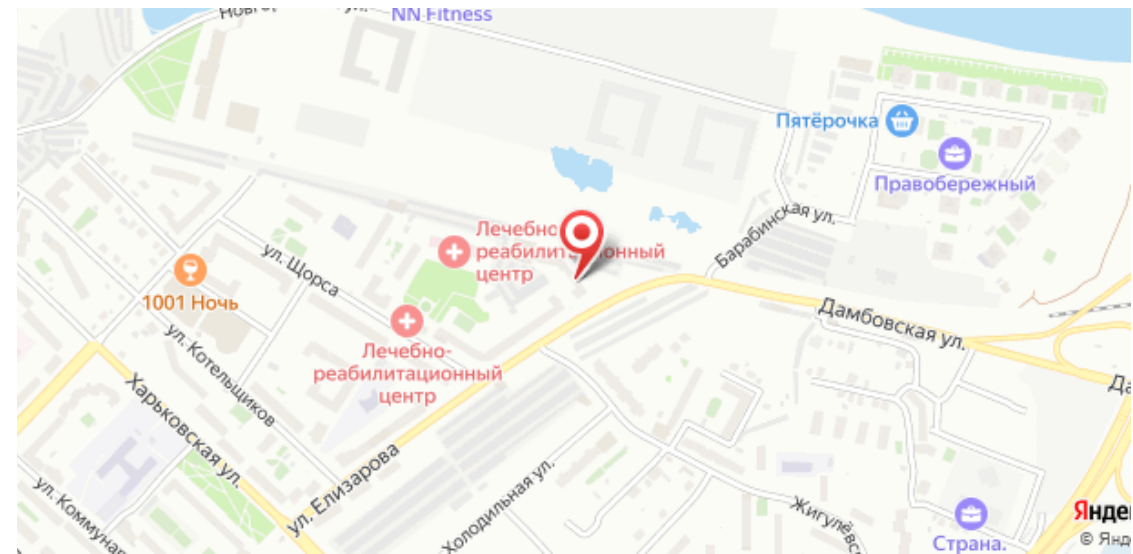 NN Fitness
Пятёрочка
Правобережный
Барабинская ул.
Лечебно-
реабилитационный
центр
ул. Щорса
1001 Ночь
Дамбовская ул.
Лечебно-
реабилитационный
центр
ул. Котельщиков
Харьковская ул.
ул. Елизарова
Холодильная ул.
Страна.
© Янд